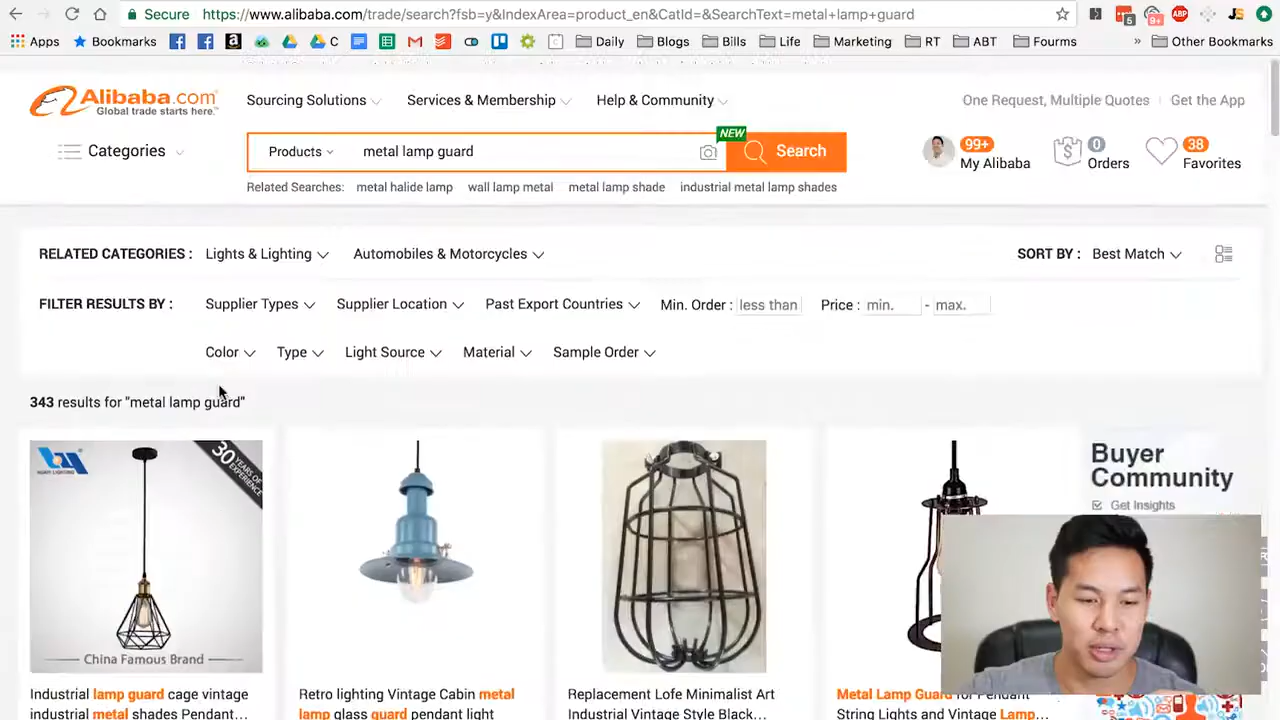 Secure https://www.alibaba.com/trade/search?fsb=y&IndexArea=product_en&CatId=&SearchText=metal+lamp+guard
5 9+ ABP JS
Apps Bookmarks C Daily Blogs Bills Life Marketing RT ABT Fourms » Other Bookmarks
Alibaba.com
Global trade starts here.™
Sourcing Solutions Services & Membership Help & Community One Request, Multiple Quotes Get the App
Categories Products metal lamp guard NEW Search 99+ My Alibaba 0 Orders 38 Favorites
Related Searches: metal halide lamp wall lamp metal metal lamp shade industrial metal lamp shades
RELATED CATEGORIES : Lights & Lighting Automobiles & Motorcycles SORT BY : Best Match
FILTER RESULTS BY : Supplier Types Supplier Location Past Export Countries Min. Order : less than Price : min. - max.
Color Type Light Source Material Sample Order
343 results for "metal lamp guard"
HUAYI LIGHTING
30 YEARS OF EXPERIENCE
China Famous Brand
Buyer
Community
Get Insights
Industrial lamp guard cage vintage
industrial metal shades Pendant...
Retro lighting Vintage Cabin metal
lamp glass guard pendant light
Replacement Lofe Minimalist Art
Industrial Vintage Style Black...
Metal Lamp Guard for Pendant
String Lights and Vintage Lamp...